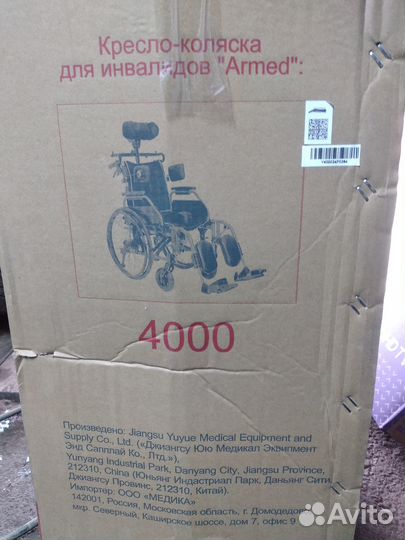 Кресло-коляска
для инвалидов "Armed":
4000
Произведено: Jiangsu Yuyue Medical Equipment and
Supply Co., Ltd. («Джиангсу Юю Медикал Эквипмент
Энд Сапплай Ко., Лтд.»),
Yunyang Industrial Park, Danyang City, Jiangsu Province,
212310, China (Юньянг Индастриал Парк, Даньянг Сити,
Джиангсу Провинс, 212310, Китай).
Импортер: ООО «МЕДИКА»
142001, Россия, Московская область, г. Домодедово,
мкр. Северный, Каширское шоссе, дом 7, офис 9
Avito